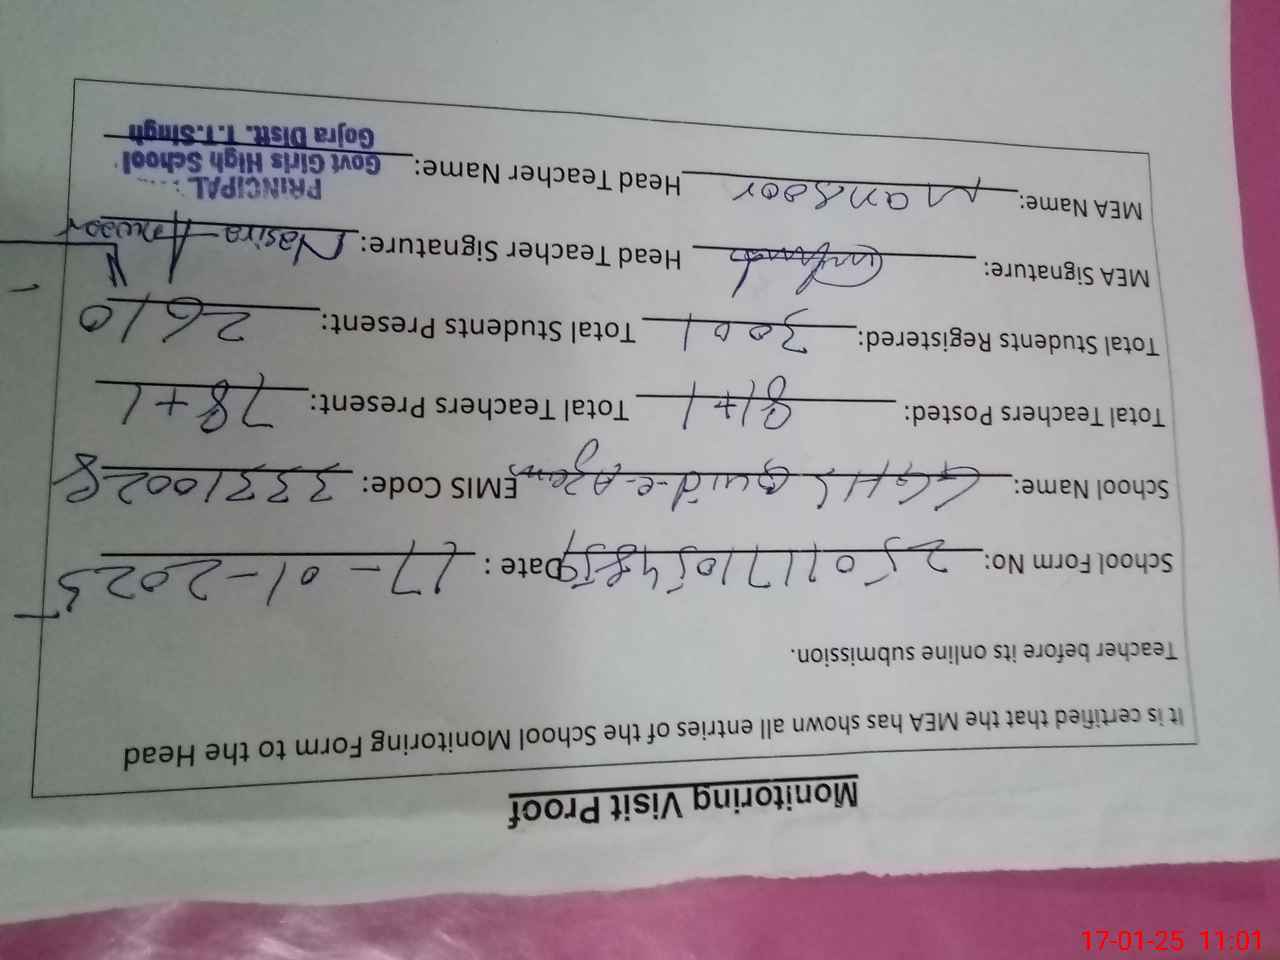 Monitoring Visit Proof
It is certified that the MEA has shown all entries of the School Monitoring Form to the Head
Teacher before its online submission.
School Form No: 25011710548559 Date : 17-01-2025
School Name: GGHS Quid-e-Azam EMIS Code: 33310028
Total Teachers Posted: 81+1 Total Teachers Present: 78+1
Total Students Registered: 3001 Total Students Present: 2610
MEA Signature: Head Teacher Signature: Nasira Anwar
MEA Name: Mansoor Head Teacher Name:
PRINCIPAL
Govt Girls High School
Gojra Distt. T.T.Singh
17-01-25 11:01